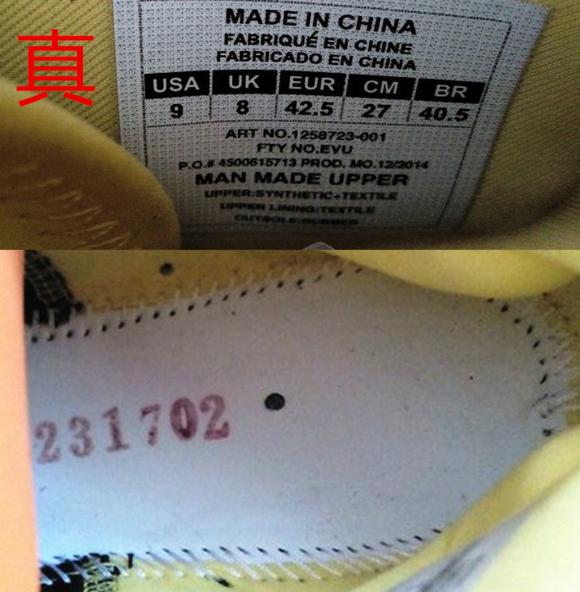 真
MADE IN CHINA
FABRIQUÉ EN CHINE
FABRICADO EN CHINA
USA UK EUR CM BR
9 8 42.5 27 40.5
ART NO.1258723-001
FTY NO.EVU
P.O.# 4500615713 PROD. MO.12/2014
MAN MADE UPPER
UPPER:SYNTHETIC+TEXTILE
UPPER LINING:TEXTILE
OUTSOLE:RUBBER
231702